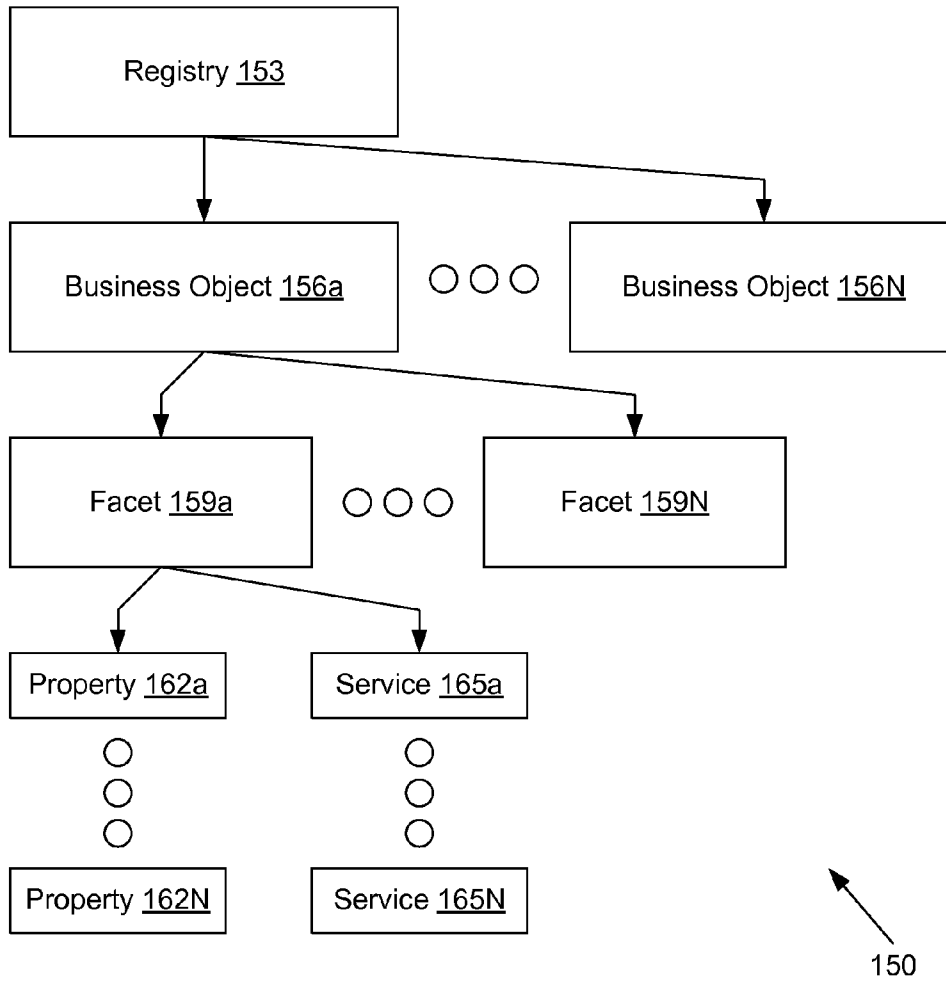 Registry 153
Business Object 156a
Business Object 156N
Facet 159a
Facet 159N
Property 162a
Service 165a
Property 162N
Service 165N
150